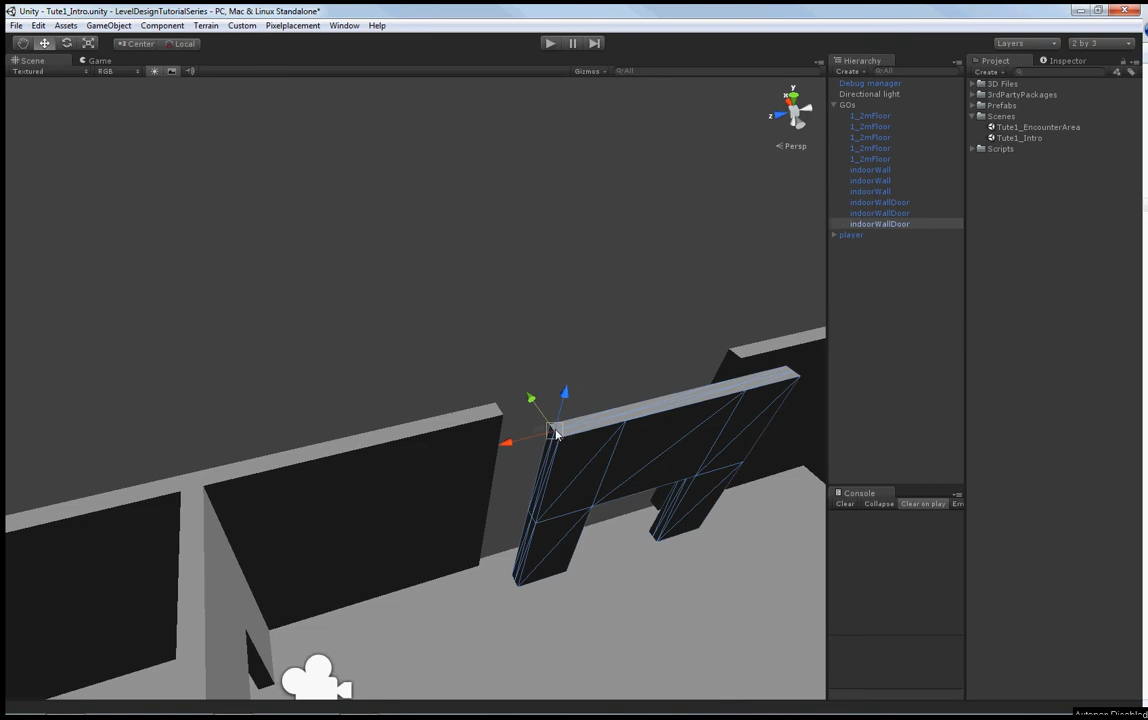 Unity - Tute1_Intro.unity - LevelDesignTutorialSeries - PC, Mac & Linux Standalone*
File Edit Assets GameObject Component Terrain Custom Pixelplacement Window Help
Center Local Layers 2 by 3
Scene Game
Textured RGB Gizmos All
y
x
z
Persp
Hierarchy
Create All
Debug manager
Directional light
GOs
1_2mFloor
1_2mFloor
1_2mFloor
1_2mFloor
1_2mFloor
indoorWall
indoorWall
indoorWall
indoorWallDoor
indoorWallDoor
indoorWallDoor
player
Project Inspector
Create
3D Files
3rdPartyPackages
Prefabs
Scenes
Tute1_EncounterArea
Tute1_Intro
Scripts
Console
Clear Collapse Clear on play